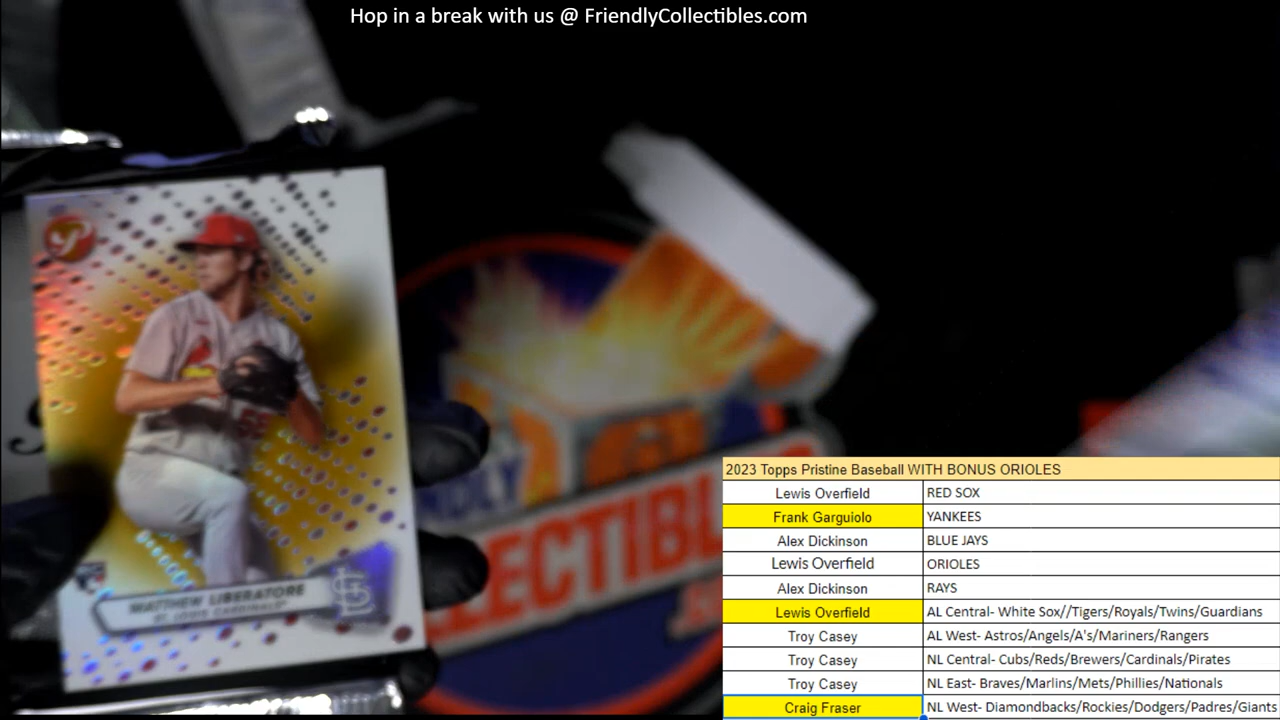 Hop in a break with us @ FriendlyCollectibles.com
MATTHEW LIBERATORE
ST. LOUIS CARDINALS
2023 Topps Pristine Baseball WITH BONUS ORIOLES
Lewis Overfield RED SOX
Frank Garguiolo YANKEES
Alex Dickinson BLUE JAYS
Lewis Overfield ORIOLES
Alex Dickinson RAYS
Lewis Overfield AL Central- White Sox//Tigers/Royals/Twins/Guardians
Troy Casey AL West- Astros/Angels/A's/Mariners/Rangers
Troy Casey NL Central- Cubs/Reds/Brewers/Cardinals/Pirates
Troy Casey NL East- Braves/Marlins/Mets/Phillies/Nationals
Craig Fraser NL West- Diamondbacks/Rockies/Dodgers/Padres/Giants